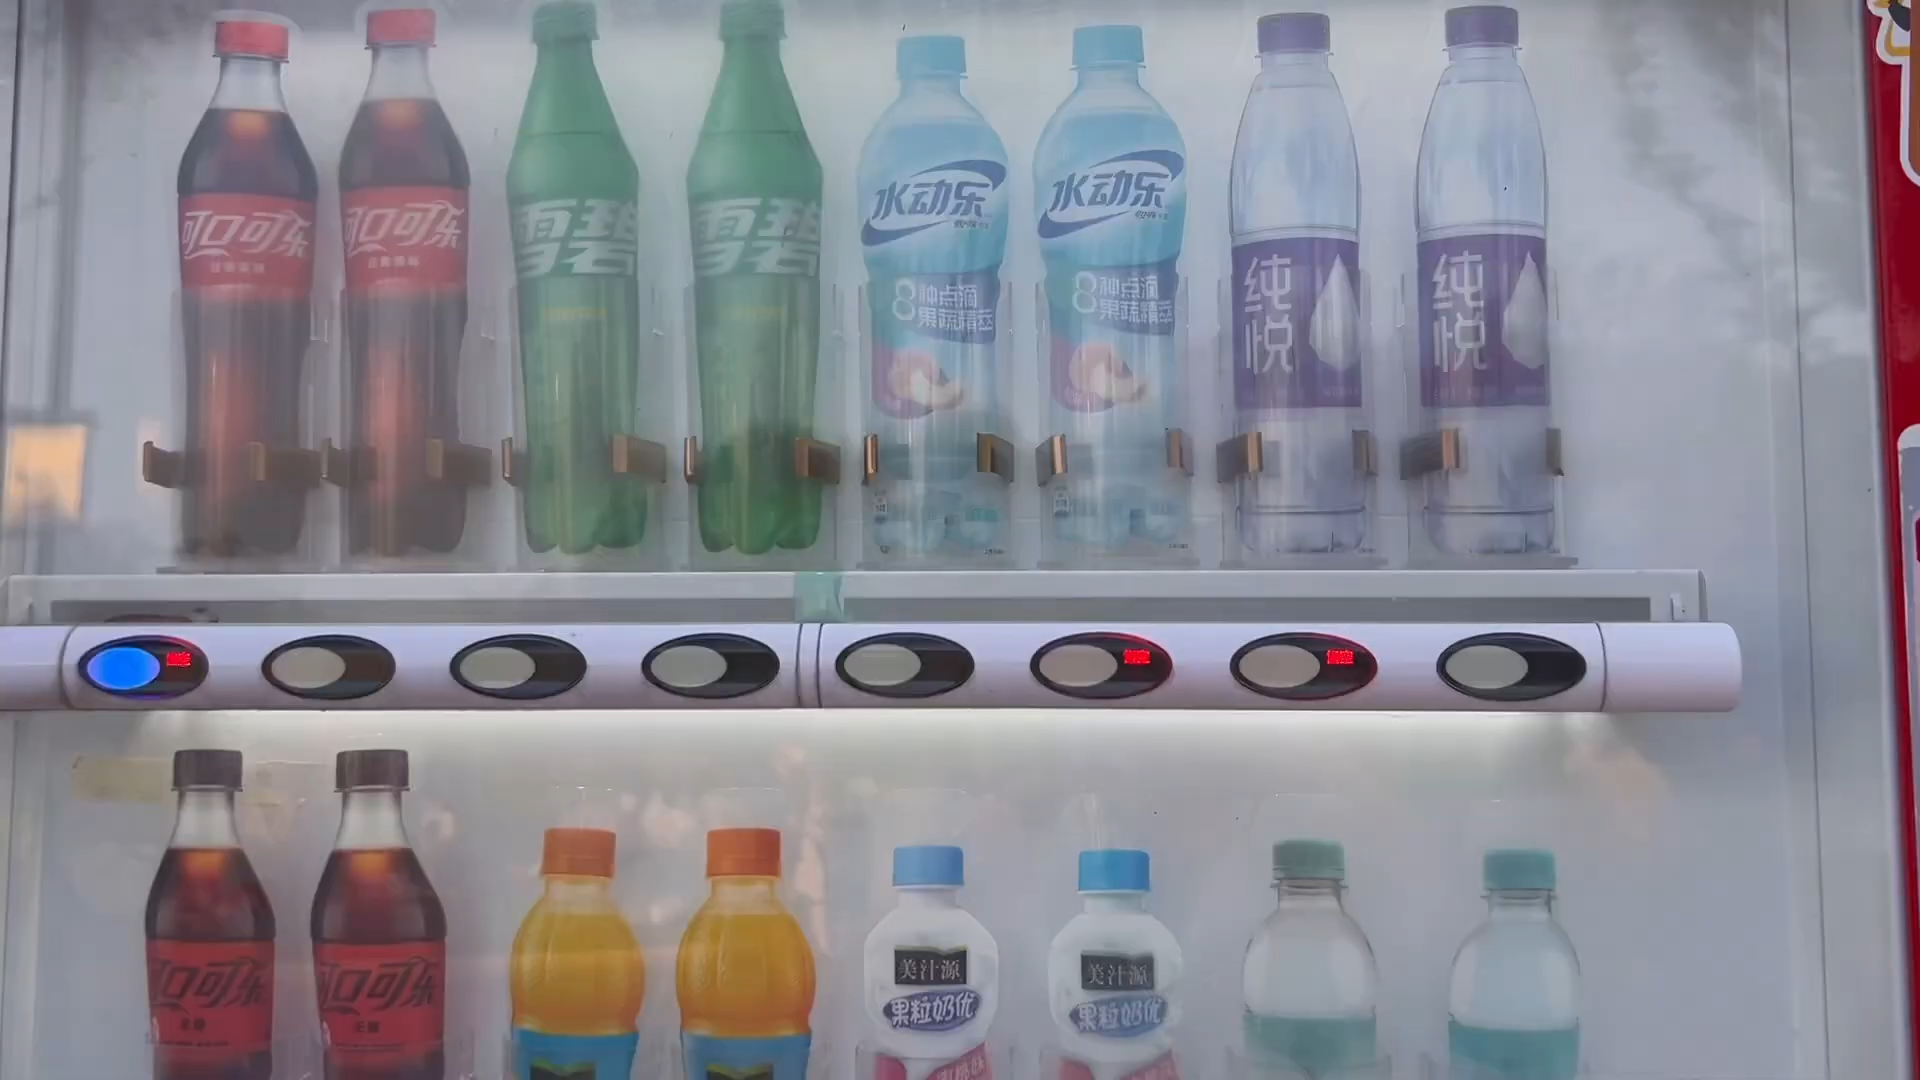 可口可乐
可口可乐
雪碧
雪碧
水动乐
水动乐
8种点滴
果蔬精萃
8种点滴
果蔬精萃
纯悦
纯悦
可口可乐
可口可乐
美汁源
果粒奶优
美汁源
果粒奶优